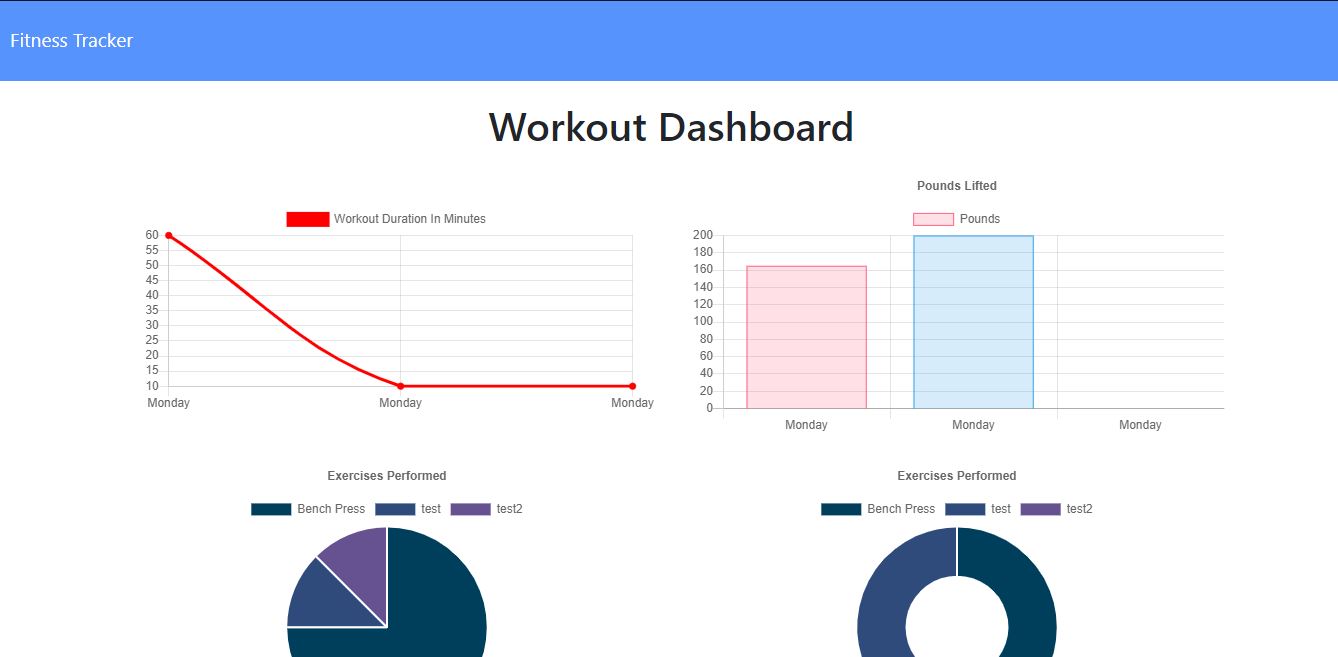 Fitness Tracker
Workout Dashboard
Workout Duration In Minutes
60
55
50
45
40
35
30
25
20
15
10
Monday Monday Monday
Pounds Lifted
Pounds
200
180
160
140
120
100
80
60
40
20
0
Monday Monday Monday
Exercises Performed
Bench Press test test2
Exercises Performed
Bench Press test test2